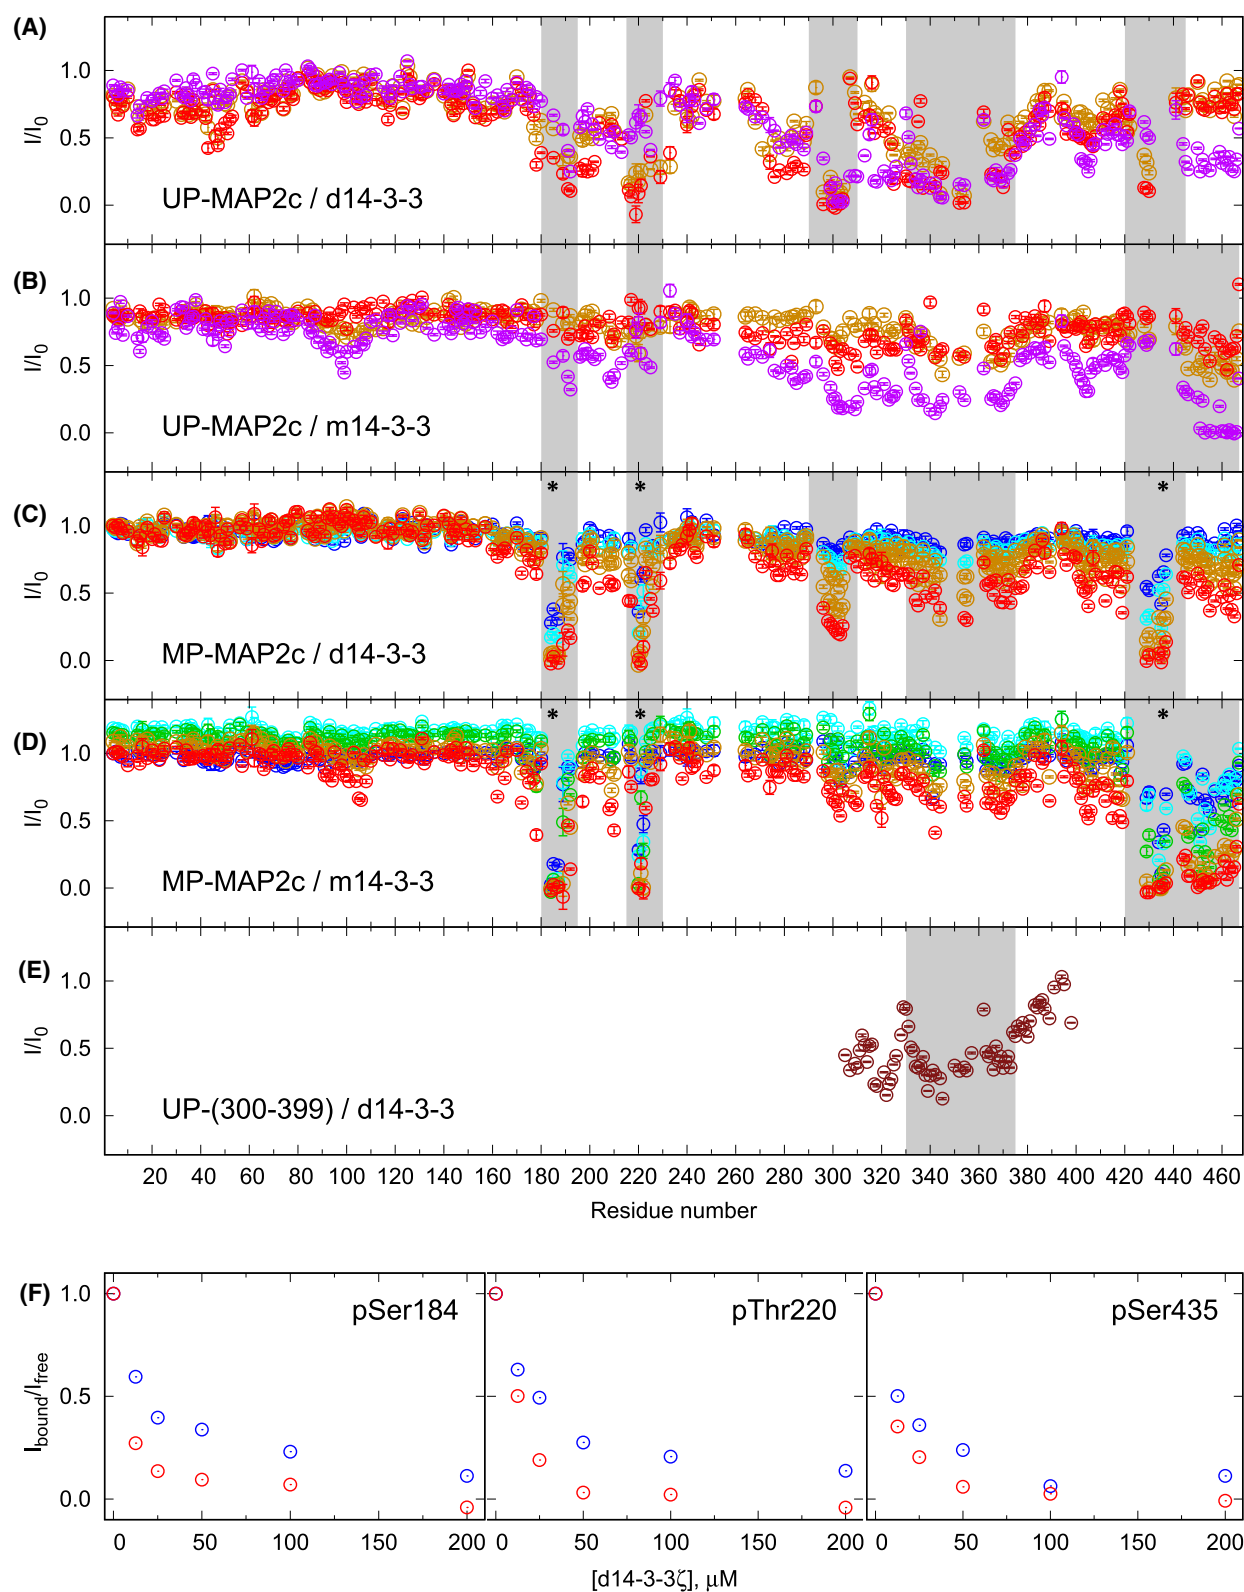 (A)
1.0
0.5
0.0
I/I0
UP-MAP2c / d14-3-3
(B)
1.0
0.5
0.0
I/I0
UP-MAP2c / m14-3-3
(C)
* * *
1.0
0.5
0.0
I/I0
MP-MAP2c / d14-3-3
(D)
* * *
1.0
0.5
0.0
I/I0
MP-MAP2c / m14-3-3
(E)
1.0
0.5
0.0
I/I0
UP-(300-399) / d14-3-3
20 40 60 80 100 120 140 160 180 200 220 240 260 280 300 320 340 360 380 400 420 440 460
Residue number
(F)
1.0
0.5
0.0
Ibound/Ifree
pSer184
pThr220
pSer435
0 50 100 150 200
0 50 100 150 200
0 50 100 150 200
[d14-3-3ζ], μM